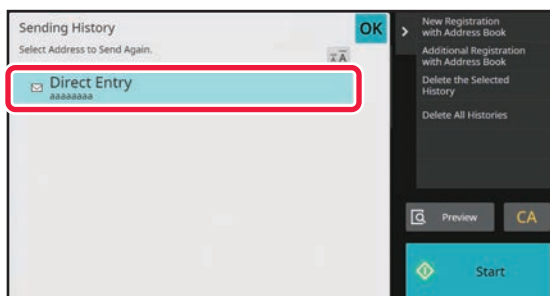 Sending History
OK
Select Address to Send Again.
Direct Entry
aaaaaaaa
New Registration
with Address Book
Additional Registration
with Address Book
Delete the Selected
History
Delete All Histories
Preview
CA
Start